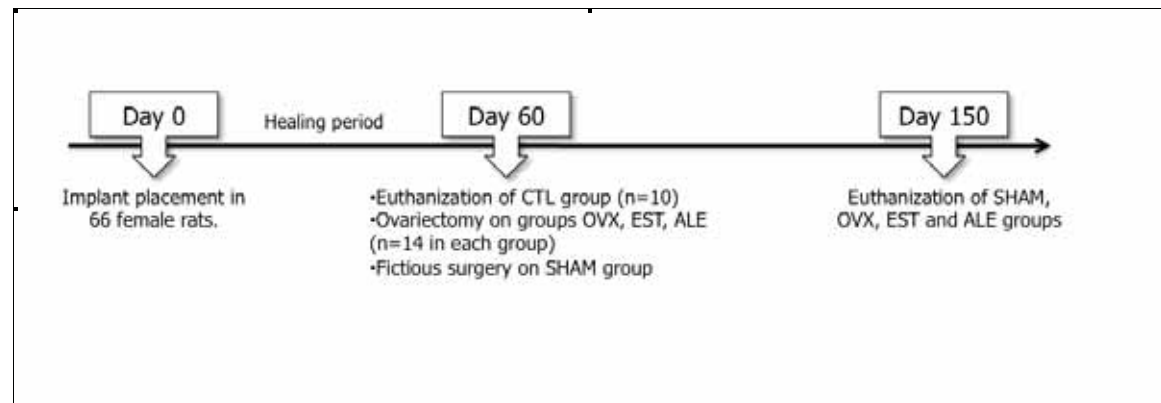 Day 0
Healing period
Day 60
Day 150
Implant placement in
66 female rats.
•Euthanization of CTL group (n=10)
•Ovariectomy on groups OVX, EST, ALE
(n=14 in each group)
•Fictious surgery on SHAM group
Euthanization of SHAM,
OVX, EST and ALE groups